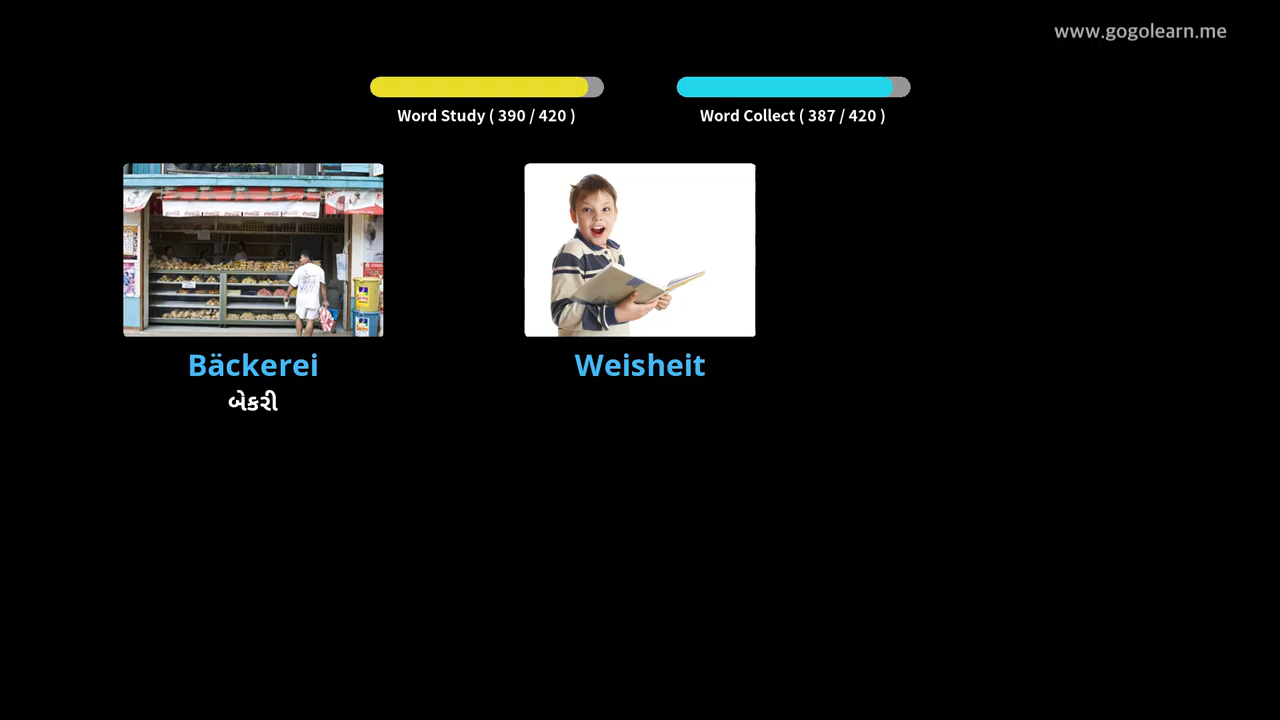 www.gogolearn.me
Word Study ( 390 / 420 )
Word Collect ( 387 / 420 )
Bäckerei
બેકરી
Weisheit